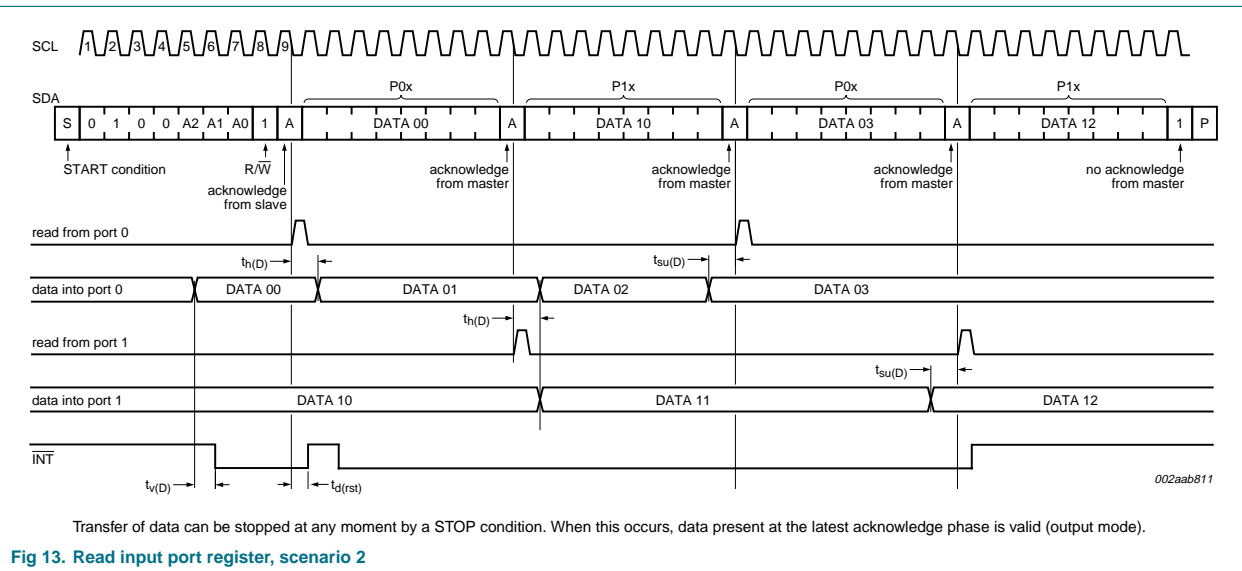 SCL 1 2 3 4 5 6 7 8 9
P0x P1x P0x P1x
SDA
S 0 1 0 0 A2 A1 A0 1 A DATA 00 A DATA 10 A DATA 03 A DATA 12 1 P
START condition R/W acknowledge from slave acknowledge from master acknowledge from master acknowledge from master no acknowledge from master
read from port 0
th(D) tsu(D)
data into port 0 DATA 00 DATA 01 DATA 02 DATA 03
th(D)
read from port 1
tsu(D)
data into port 1 DATA 10 DATA 11 DATA 12
INT
tv(D) td(rst)
002aab811
Transfer of data can be stopped at any moment by a STOP condition. When this occurs, data present at the latest acknowledge phase is valid (output mode).
Fig 13. Read input port register, scenario 2